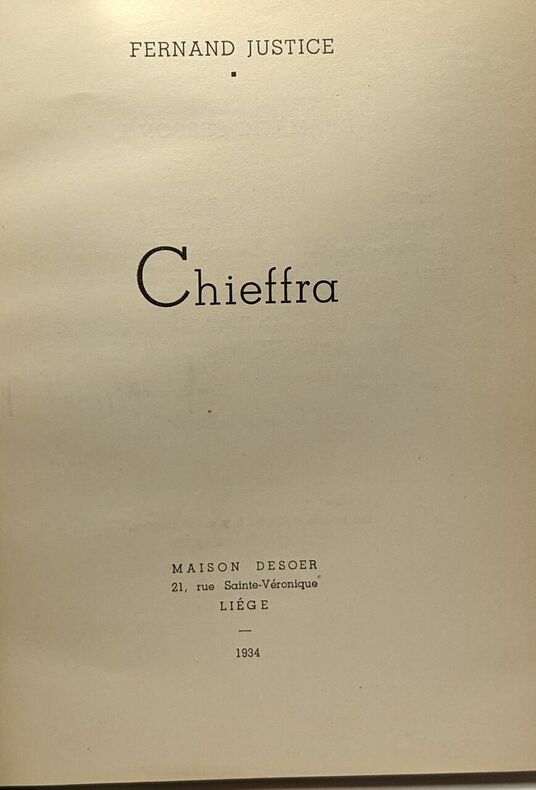 FERNAND JUSTICE
Chieffra
MAISON DESOER
21, rue Sainte-Véronique
LIÉGE
—
1934